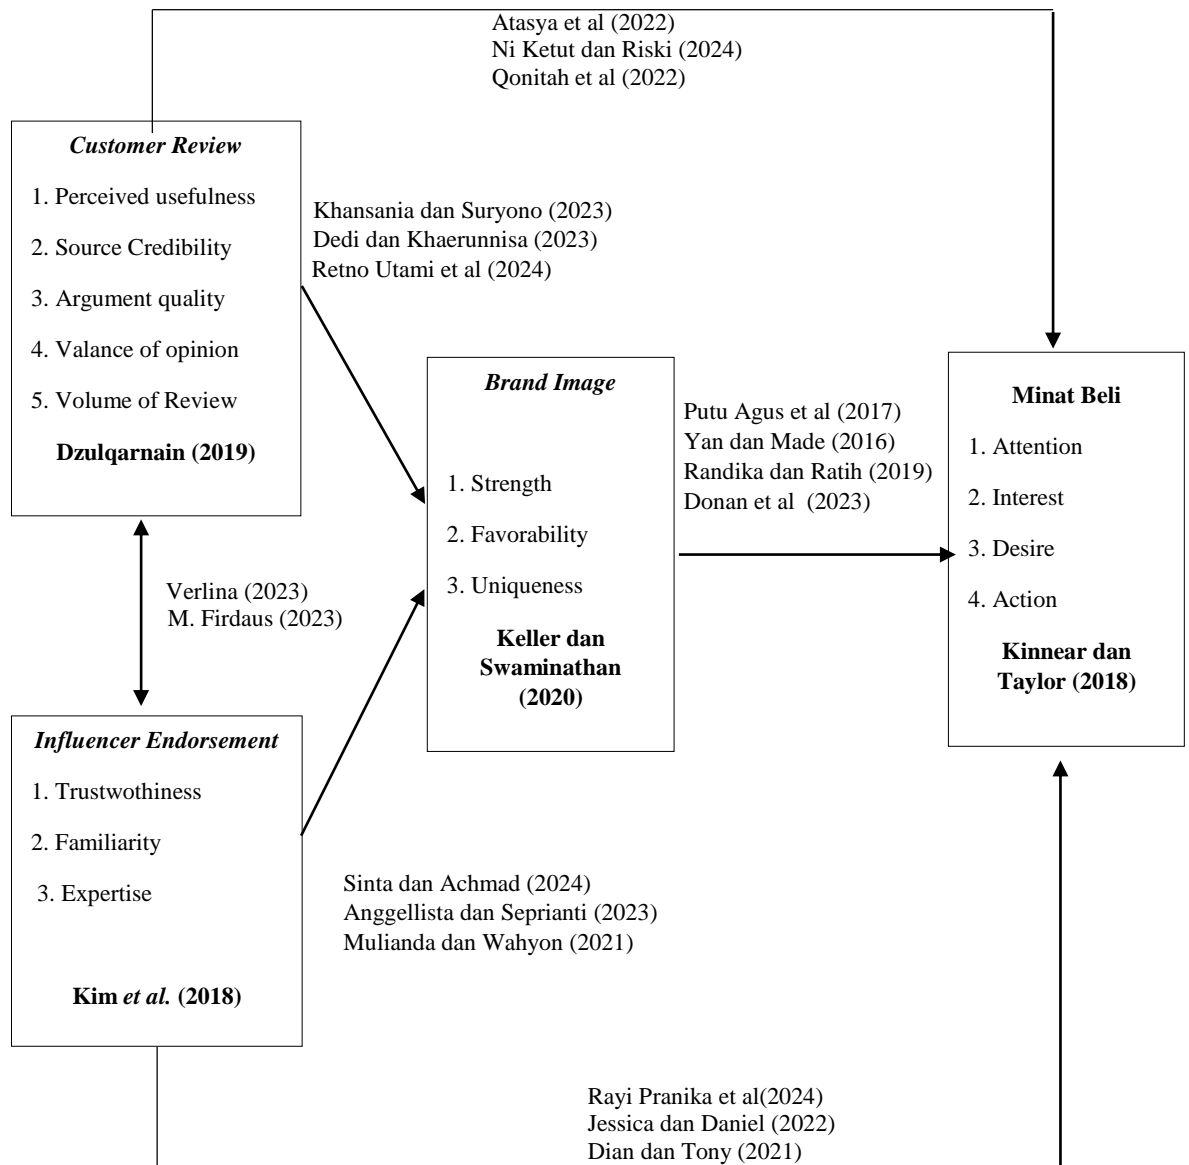 Atasya et al (2022)
Ni Ketut dan Riski (2024)
Qonitah et al (2022)
Customer Review
1. Perceived usefulness
2. Source Credibility
3. Argument quality
4. Valance of opinion
5. Volume of Review
Dzulqarnain (2019)
Khansania dan Suryono (2023)
Dedi dan Khaerunnisa (2023)
Retno Utami et al (2024)
Brand Image
1. Strength
2. Favorability
3. Uniqueness
Keller dan
Swaminathan
(2020)
Putu Agus et al (2017)
Yan dan Made (2016)
Randika dan Ratih (2019)
Donan et al  (2023)
Minat Beli
1. Attention
2. Interest
3. Desire
4. Action
Kinnear dan
Taylor (2018)
Verlina (2023)
M. Firdaus (2023)
Influencer Endorsement
1. Trustwothiness
2. Familiarity
3. Expertise
Kim et al. (2018)
Sinta dan Achmad (2024)
Anggellista dan Seprianti (2023)
Mulianda dan Wahyon (2021)
Rayi Pranika et al(2024)
Jessica dan Daniel (2022)
Dian dan Tony (2021)